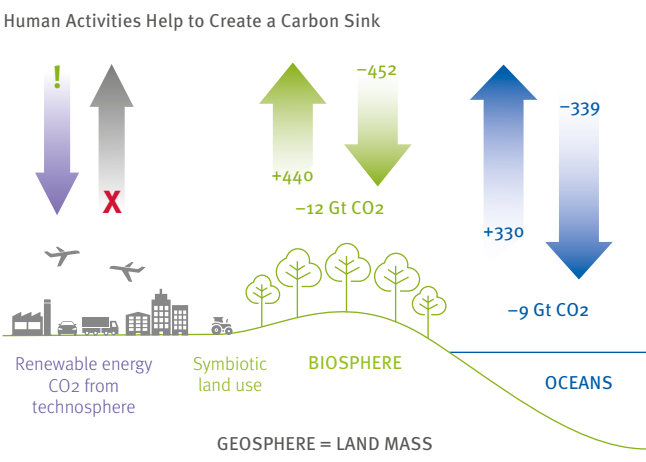 Human Activities Help to Create a Carbon Sink
!
X
+440
–452
–12 Gt CO2
+330
–339
–9 Gt CO2
Renewable energy
CO2 from
technosphere
Symbiotic
land use
BIOSPHERE
OCEANS
GEOSPHERE = LAND MASS